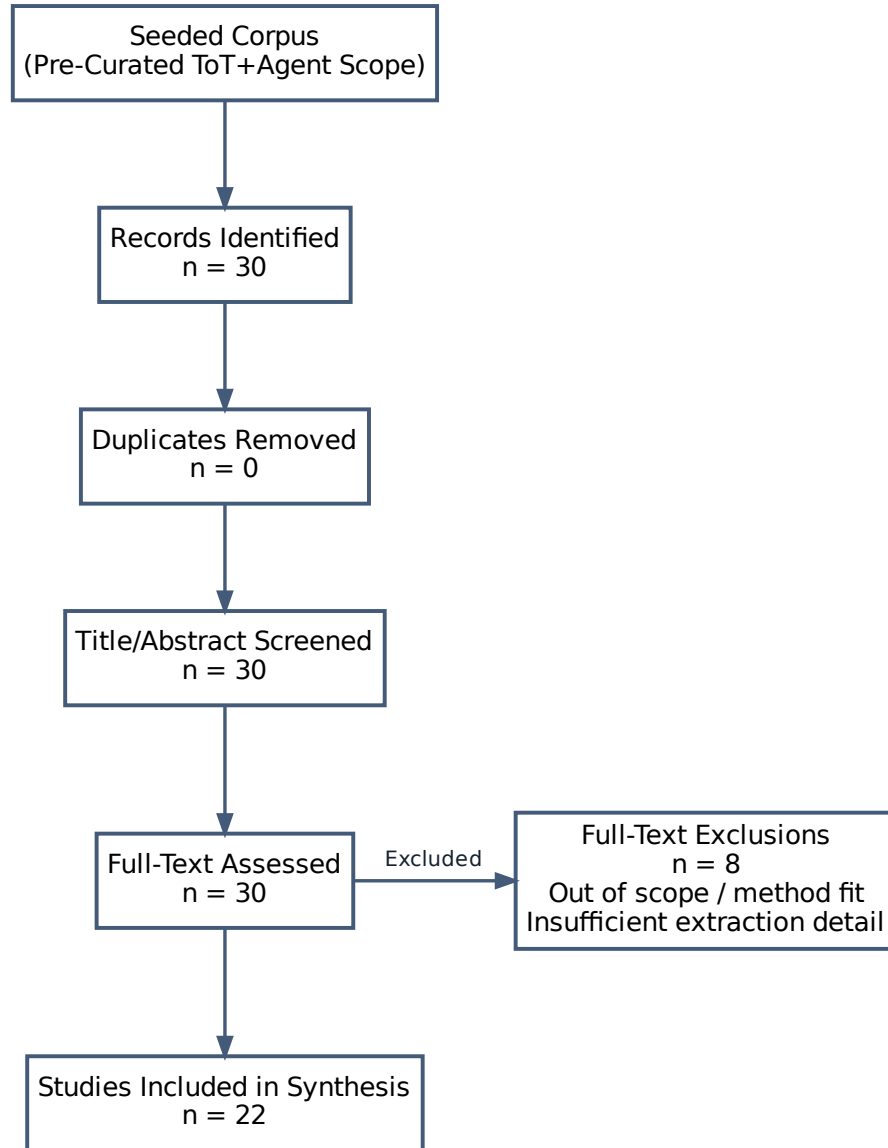 Seeded Corpus
(Pre-Curated ToT+Agent Scope)
Records Identified
n = 30
Duplicates Removed
n = 0
Title/Abstract Screened
n = 30
Full-Text Assessed
n = 30
Excluded
Full-Text Exclusions
n = 8
Out of scope / method fit
Insufficient extraction detail
Studies Included in Synthesis
n = 22